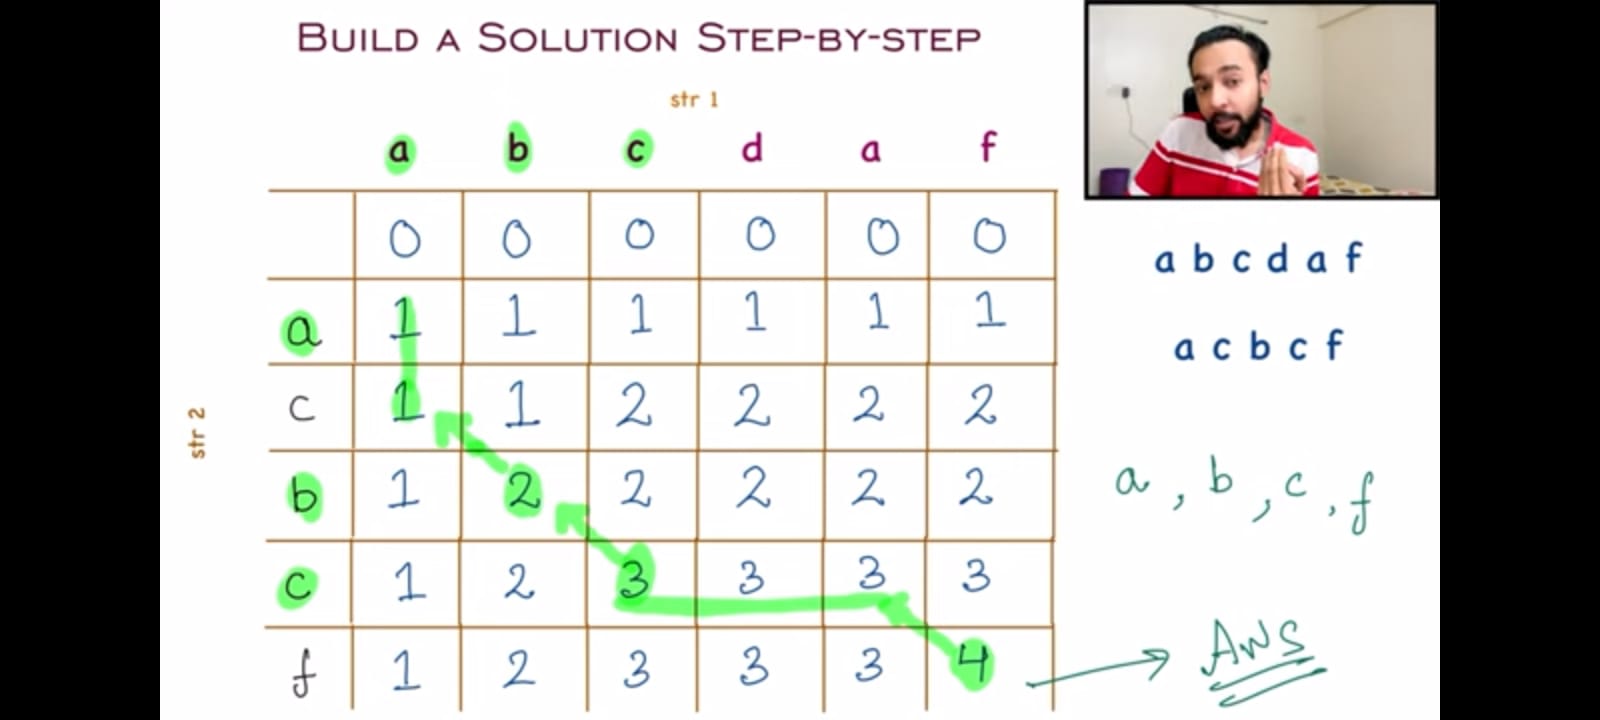 BUILD A SOLUTION STEP-BY-STEP
str 1
a b c d a f
0 0 0 0 0 0
a 1 1 1 1 1 1
c 1 1 2 2 2 2
b 1 2 2 2 2 2
c 1 2 3 3 3 3
f 1 2 3 3 3 4
str 2
a b c d a f
a c b c f
a , b , c , f
Ans